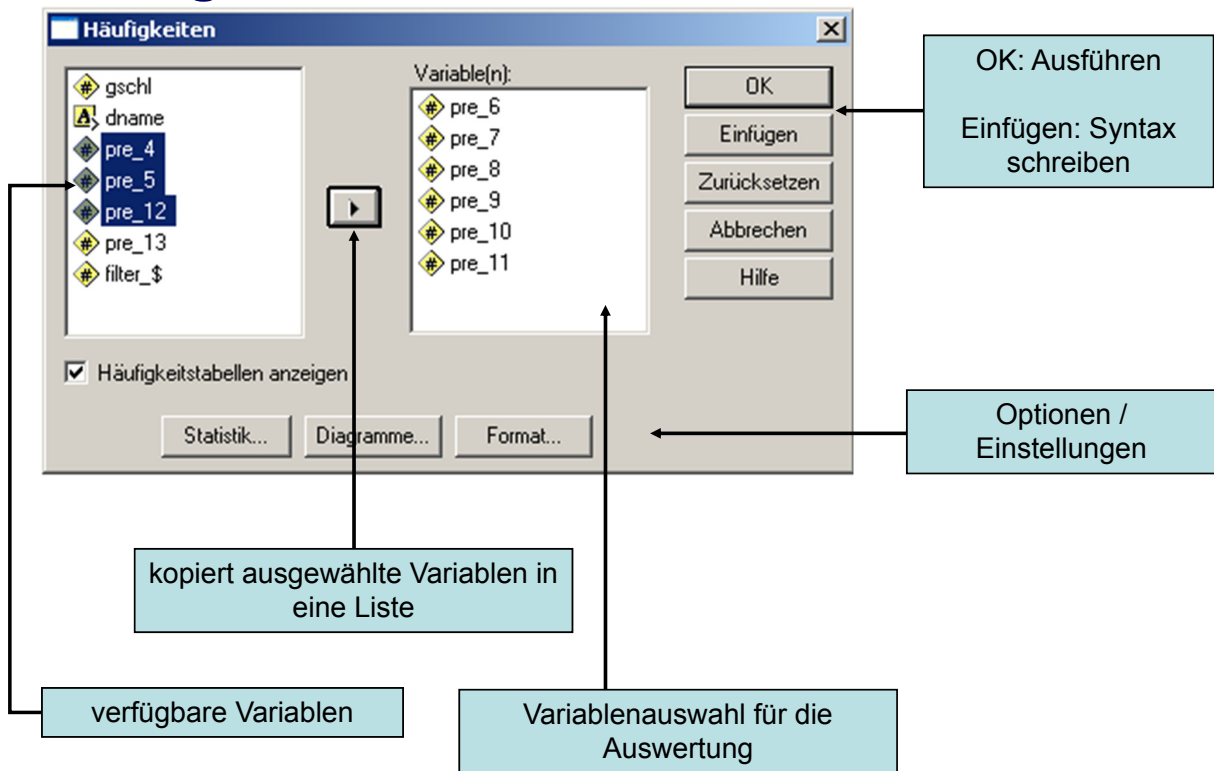 Häufigkeiten
gschl
dname
pre_4
pre_5
pre_12
pre_13
filter_$
Variable(n):
pre_6
pre_7
pre_8
pre_9
pre_10
pre_11
OK
Einfügen
Zurücksetzen
Abbrechen
Hilfe
Häufigkeitstabellen anzeigen
Statistik...
Diagramme...
Format...
OK: Ausführen
Einfügen: Syntax
schreiben
Optionen /
Einstellungen
kopiert ausgewählte Variablen in
eine Liste
verfügbare Variablen
Variablenauswahl für die
Auswertung